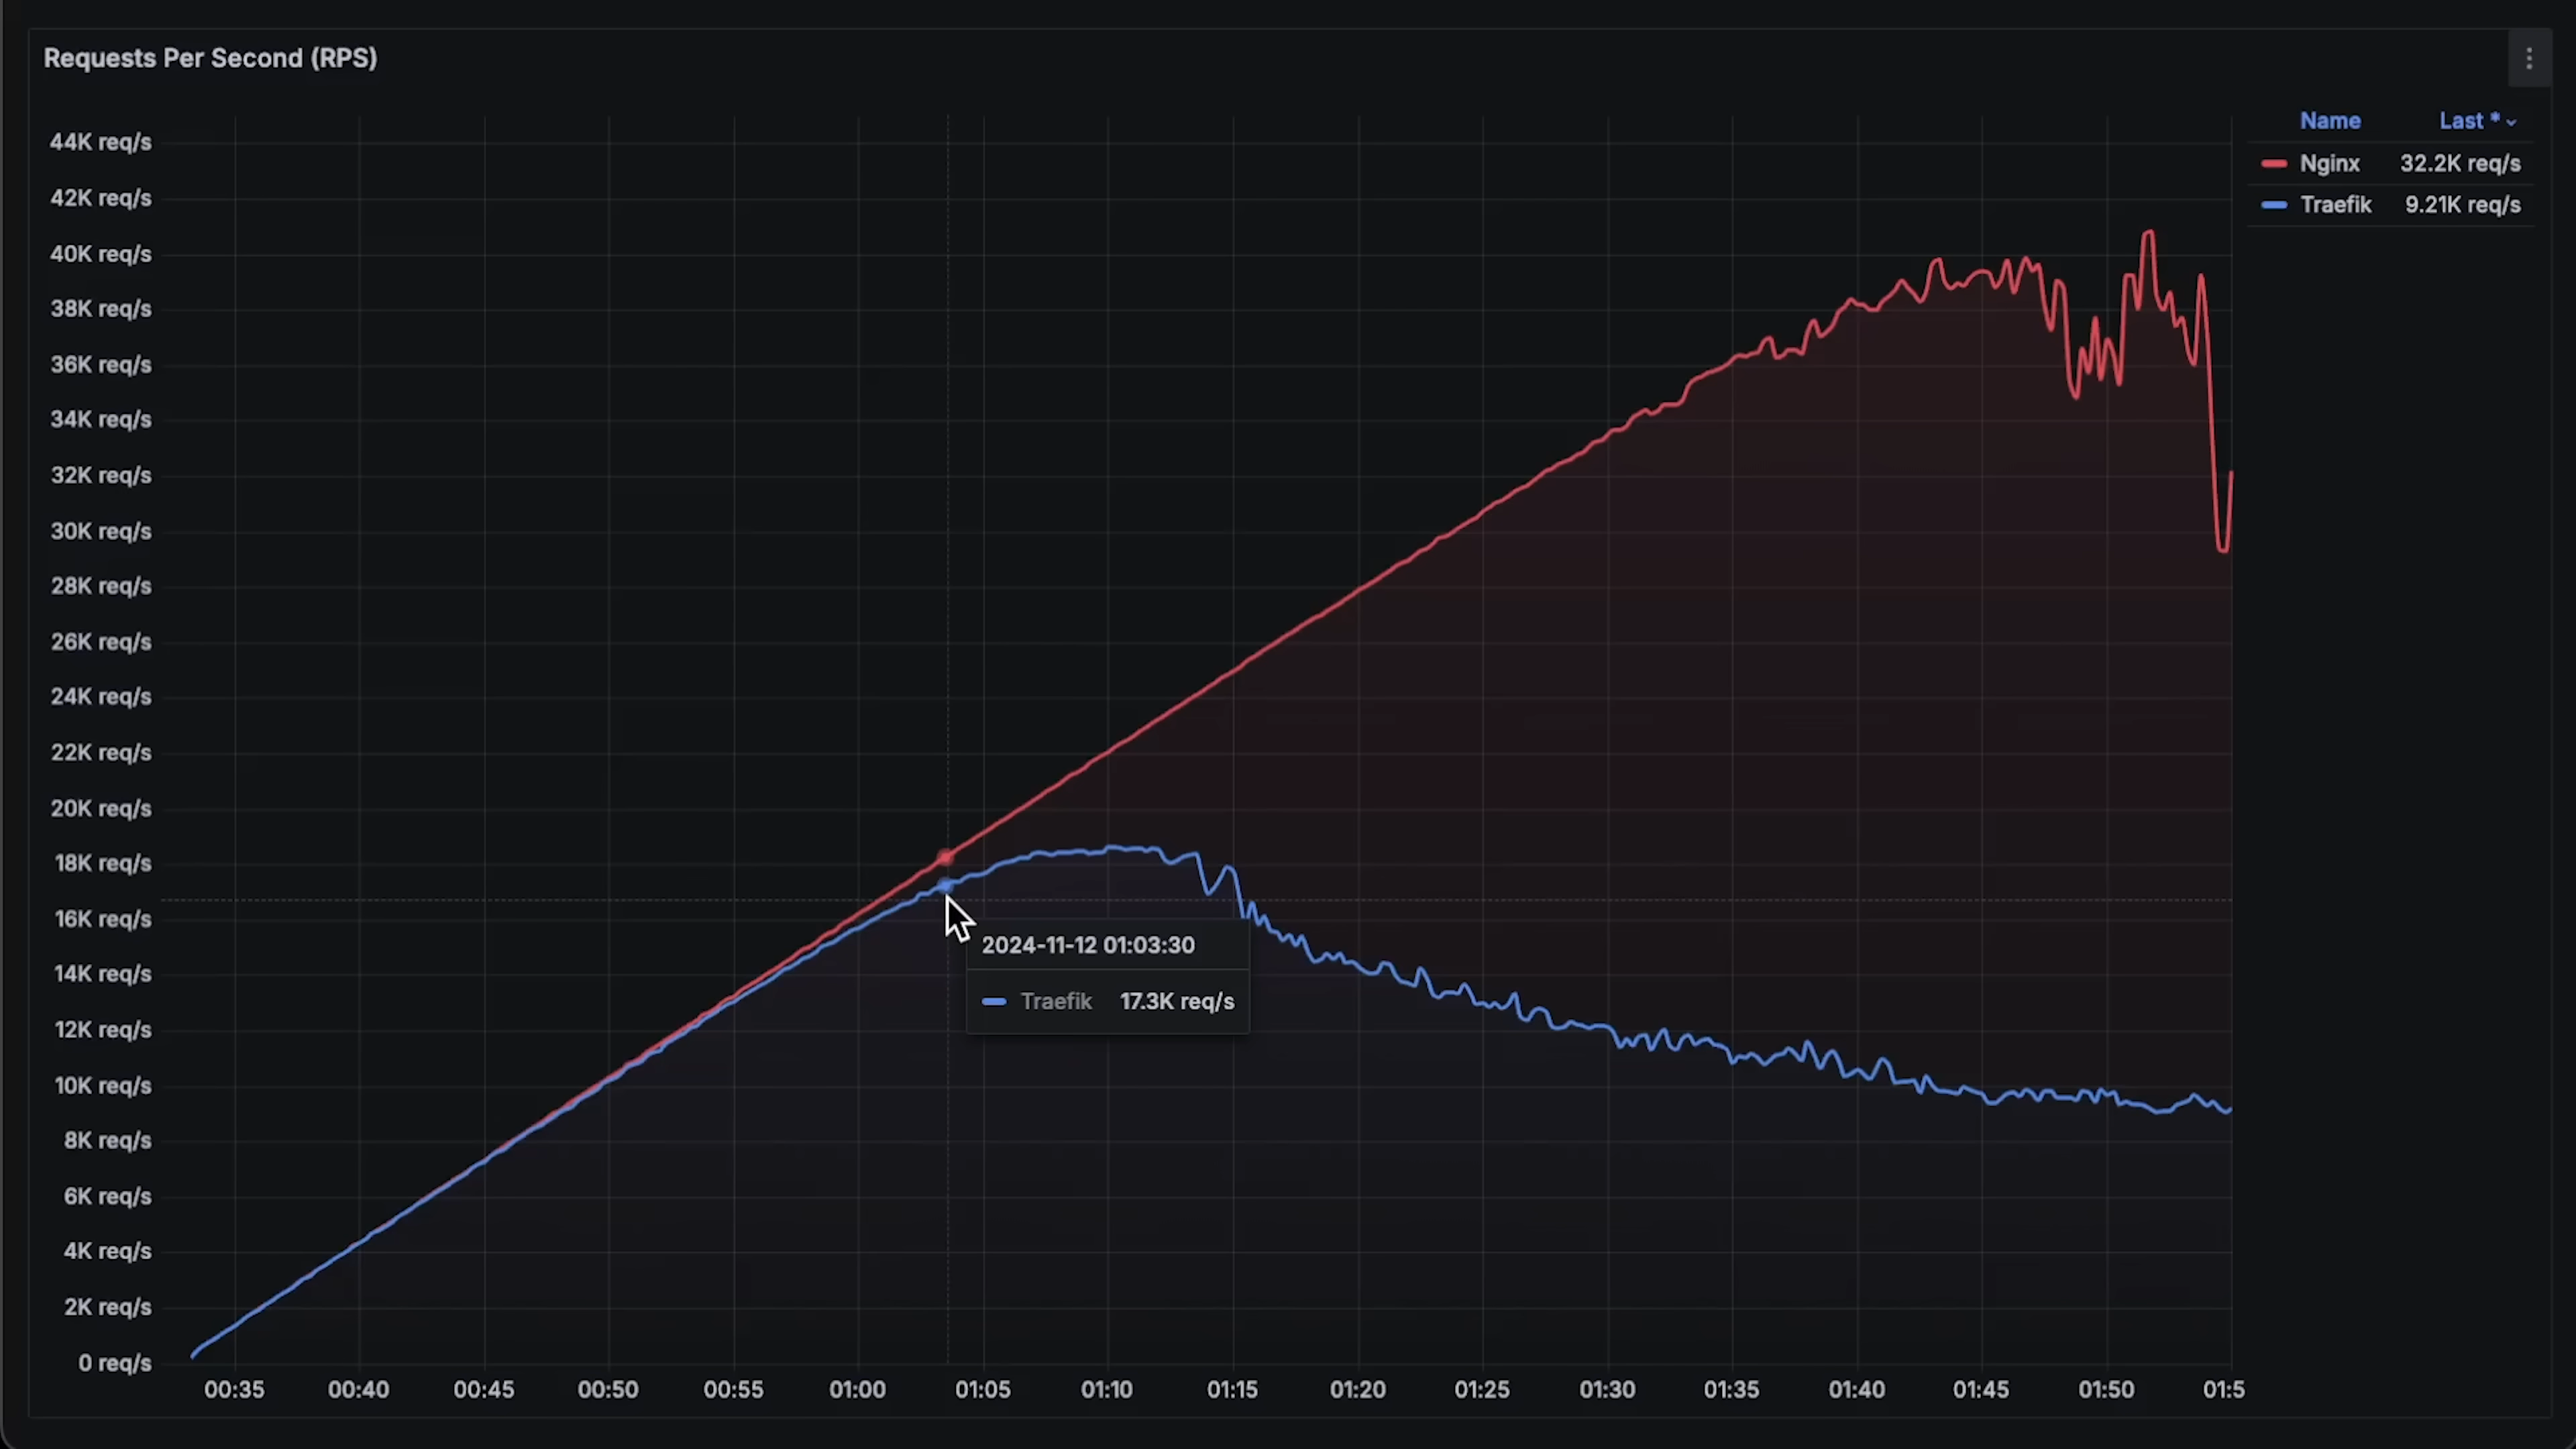 Requests Per Second (RPS)
Name Last *
Nginx 32.2K req/s
Traefik 9.21K req/s
44K req/s
42K req/s
40K req/s
38K req/s
36K req/s
34K req/s
32K req/s
30K req/s
28K req/s
26K req/s
24K req/s
22K req/s
20K req/s
18K req/s
16K req/s
14K req/s
12K req/s
10K req/s
8K req/s
6K req/s
4K req/s
2K req/s
0 req/s
2024-11-12 01:03:30
Traefik 17.3K req/s
00:35 00:40 00:45 00:50 00:55 01:00 01:05 01:10 01:15 01:20 01:25 01:30 01:35 01:40 01:45 01:50 01:5